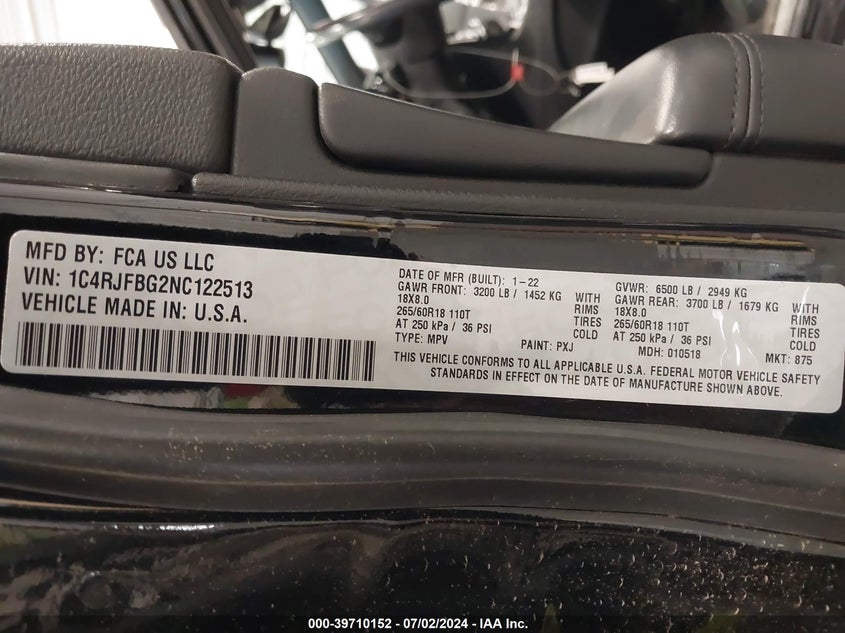 MFD BY: FCA US LLC
VIN: 1C4RJFBG2NC122513
VEHICLE MADE IN: U.S.A.
DATE OF MFR (BUILT): 1-22
GAWR FRONT: 3200 LB / 1452 KG WITH
18X8.0 RIMS
265/60R18 110T TIRES
AT 250 kPa / 36 PSI COLD
TYPE: MPV PAINT: PXJ
GVWR: 6500 LB / 2949 KG
GAWR REAR: 3700 LB / 1679 KG WITH
18X8.0 RIMS
265/60R18 110T TIRES
AT 250 kPa / 36 PSI COLD
MDH: 010518 MKT: 875
THIS VEHICLE CONFORMS TO ALL APPLICABLE U.S.A. FEDERAL MOTOR VEHICLE SAFETY
STANDARDS IN EFFECT ON THE DATE OF MANUFACTURE SHOWN ABOVE.
000-39710152 / 07/02/2024 - IAA Inc.